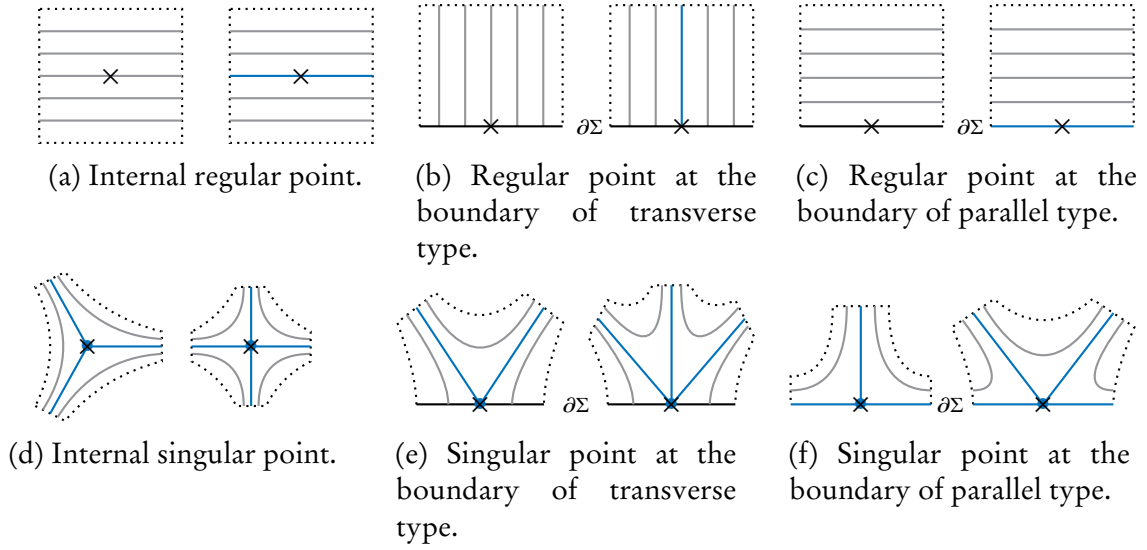 ∂Σ
∂Σ
(a) Internal regular point.
(b) Regular point at the
boundary of transverse
type.
(c) Regular point at the
boundary of parallel type.
∂Σ
∂Σ
(d) Internal singular point.
(e) Singular point at the
boundary of transverse
type.
(f) Singular point at the
boundary of parallel type.